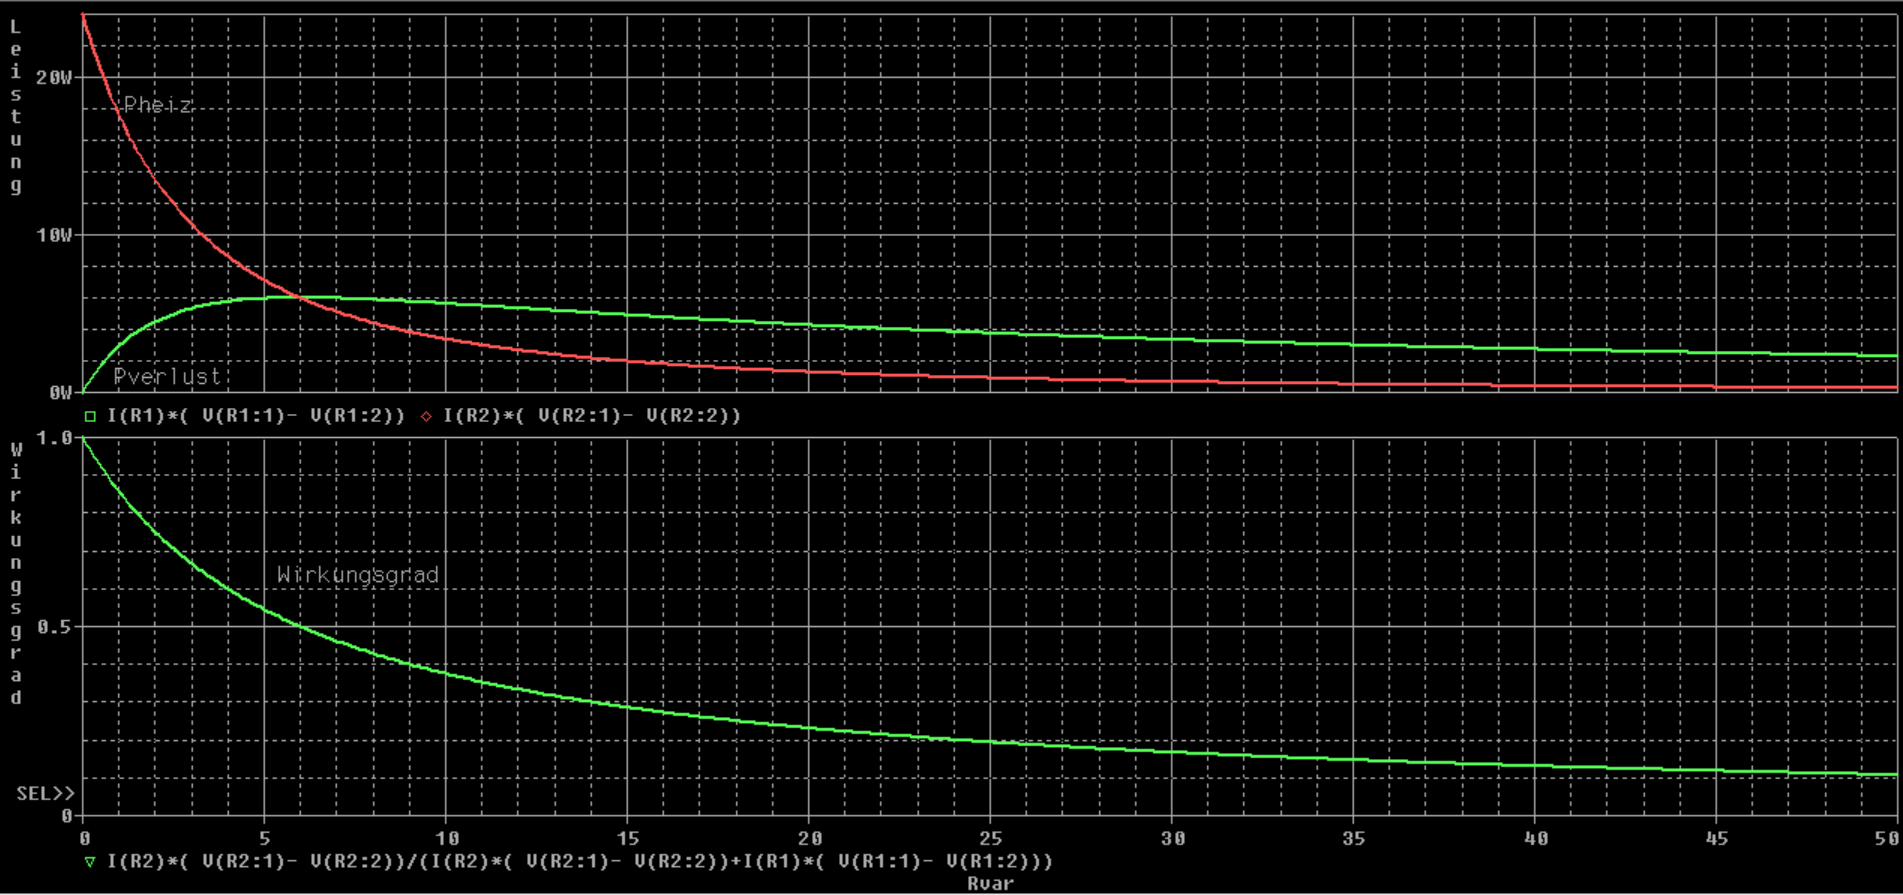 Leistung
20W
Pheiz
10W
Pverlust
0W
I(R1)*( V(R1:1)- V(R1:2)) I(R2)*( V(R2:1)- V(R2:2))
Wirkungsgrad
1.0
Wirkungsgrad
0.5
SEL>>
0
0 5 10 15 20 25 30 35 40 45 50
I(R2)*( V(R2:1)- V(R2:2))/(I(R2)*( V(R2:1)- V(R2:2))+I(R1)*( V(R1:1)- V(R1:2)))
Rvar